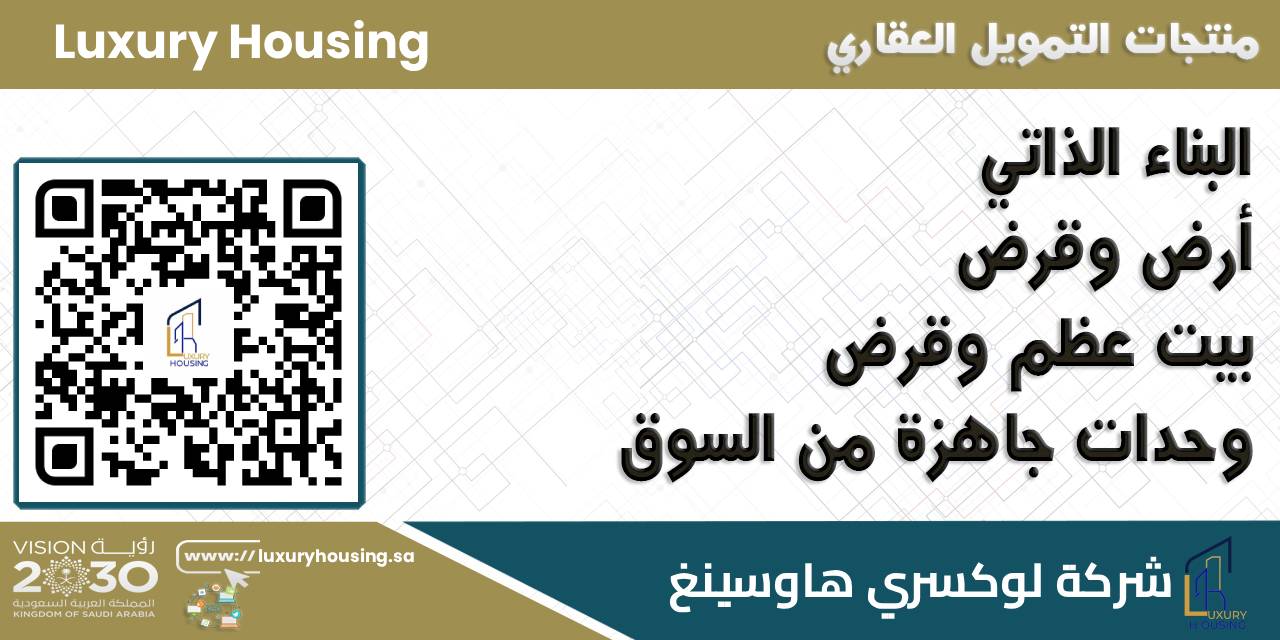 منتجات التمويل العقاري
Luxury Housing
البناء الذاتي
أرض وقرض
بيت عظم وقرض
وحدات جاهزة من السوق
LUXURY
HOUSING
شركة لوكسري هاوسينغ
LUXURY
HOUSING
www://luxuryhousing.sa
VISION رؤيــة
2030
المملكة العربية السعودية
KINGDOM OF SAUDI ARABIA